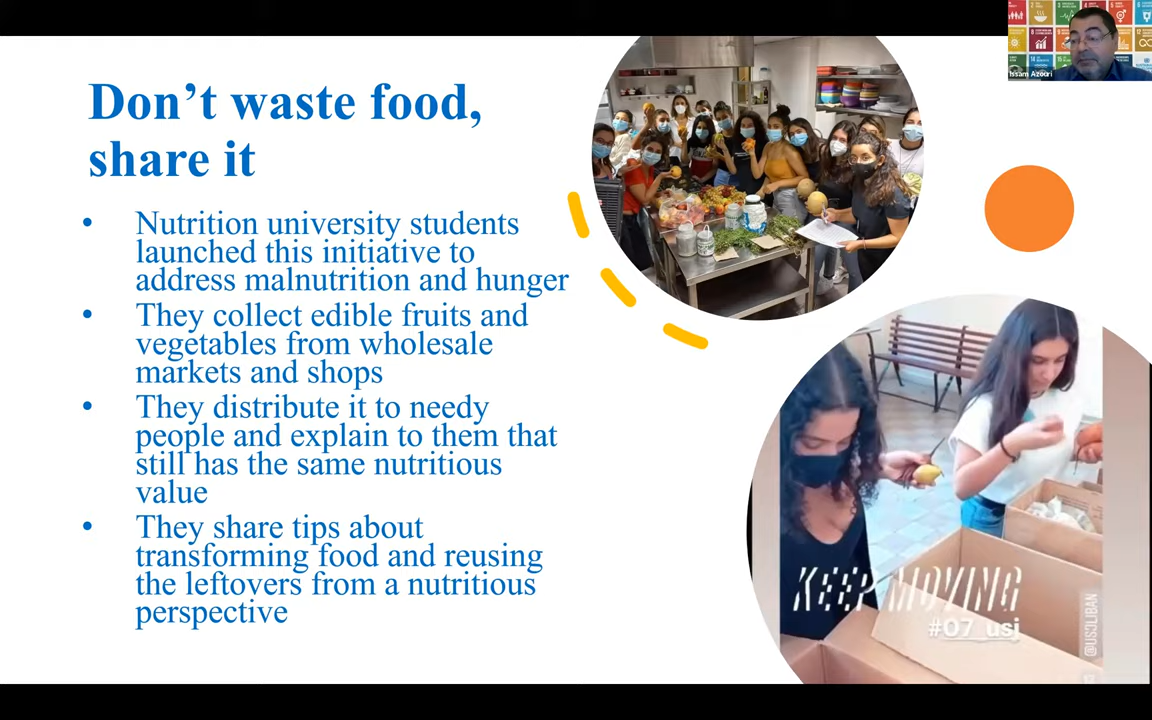 Don't waste food,
share it
• Nutrition university students
launched this initiative to
address malnutrition and hunger
• They collect edible fruits and
vegetables from wholesale
markets and shops
• They distribute it to needy
people and explain to them that
still has the same nutritious
value
• They share tips about
transforming food and reusing
the leftovers from a nutritious
perspective
Issam Azouri
KEEP MOVING
#O7_usj
@USJLIBAN